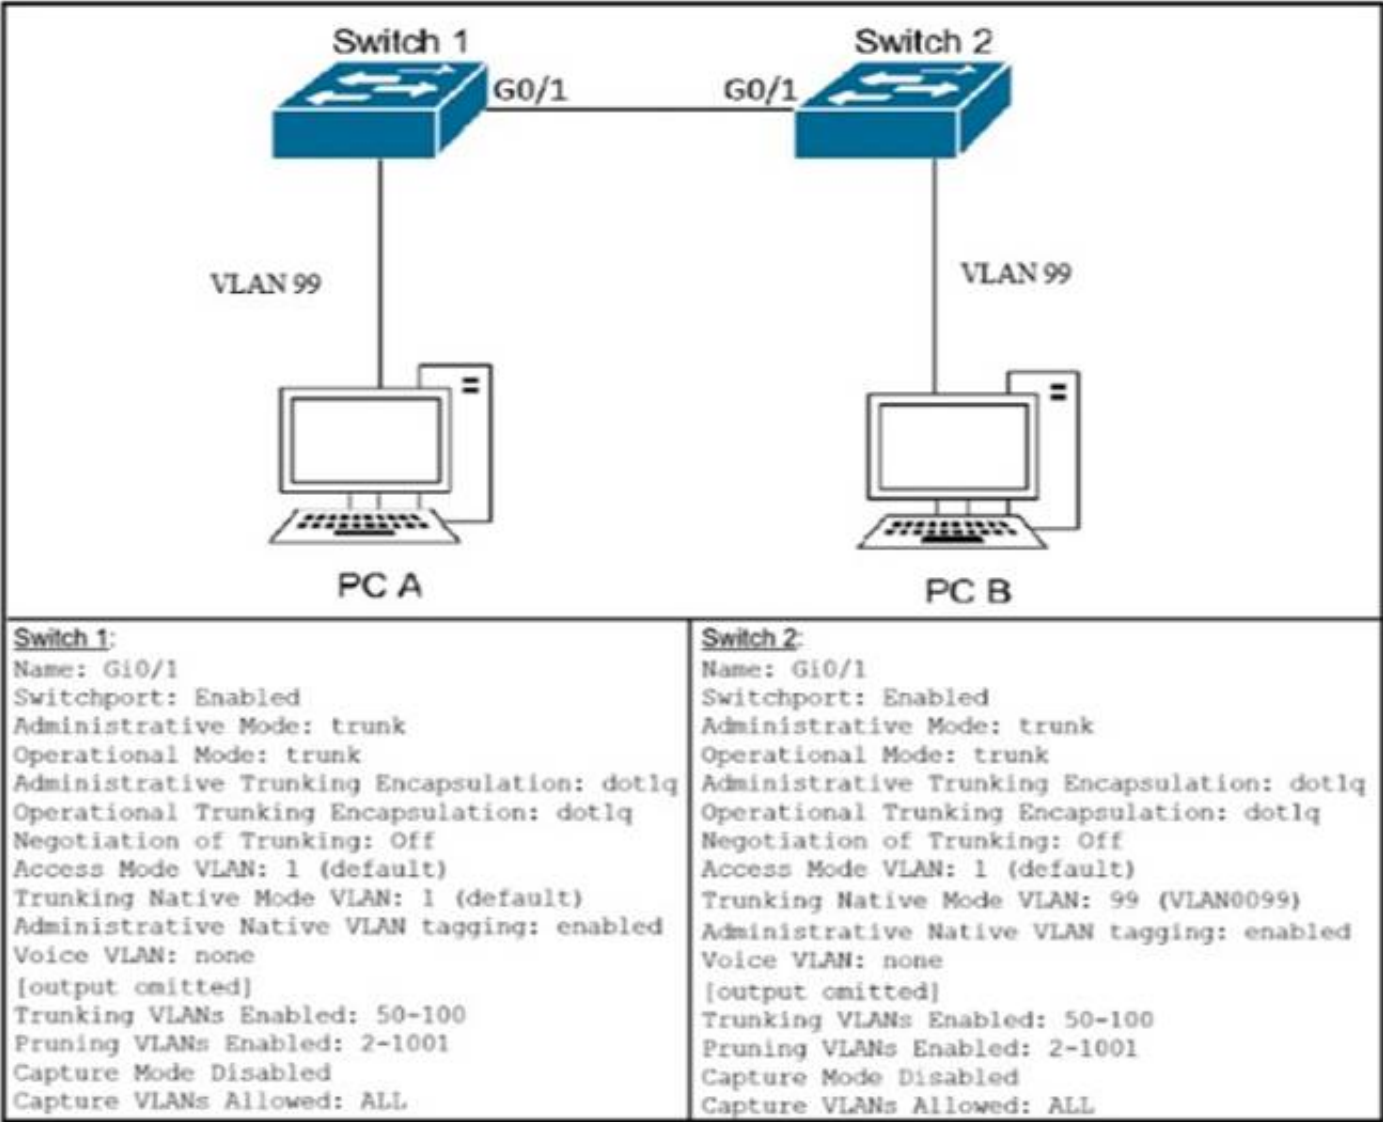 Switch 1
Switch 2
G0/1
G0/1
VLAN 99
VLAN 99
PC A
PC B
Switch 1:
Name: Gi0/1
Switchport: Enabled
Administrative Mode: trunk
Operational Mode: trunk
Administrative Trunking Encapsulation: dot1q
Operational Trunking Encapsulation: dot1q
Negotiation of Trunking: Off
Access Mode VLAN: 1 (default)
Trunking Native Mode VLAN: 1 (default)
Administrative Native VLAN tagging: enabled
Voice VLAN: none
[output omitted]
Trunking VLANs Enabled: 50-100
Pruning VLANs Enabled: 2-1001
Capture Mode Disabled
Capture VLANs Allowed: ALL
Switch 2:
Name: Gi0/1
Switchport: Enabled
Administrative Mode: trunk
Operational Mode: trunk
Administrative Trunking Encapsulation: dot1q
Operational Trunking Encapsulation: dot1q
Negotiation of Trunking: Off
Access Mode VLAN: 1 (default)
Trunking Native Mode VLAN: 99 (VLAN0099)
Administrative Native VLAN tagging: enabled
Voice VLAN: none
[output omitted]
Trunking VLANs Enabled: 50-100
Pruning VLANs Enabled: 2-1001
Capture Mode Disabled
Capture VLANs Allowed: ALL